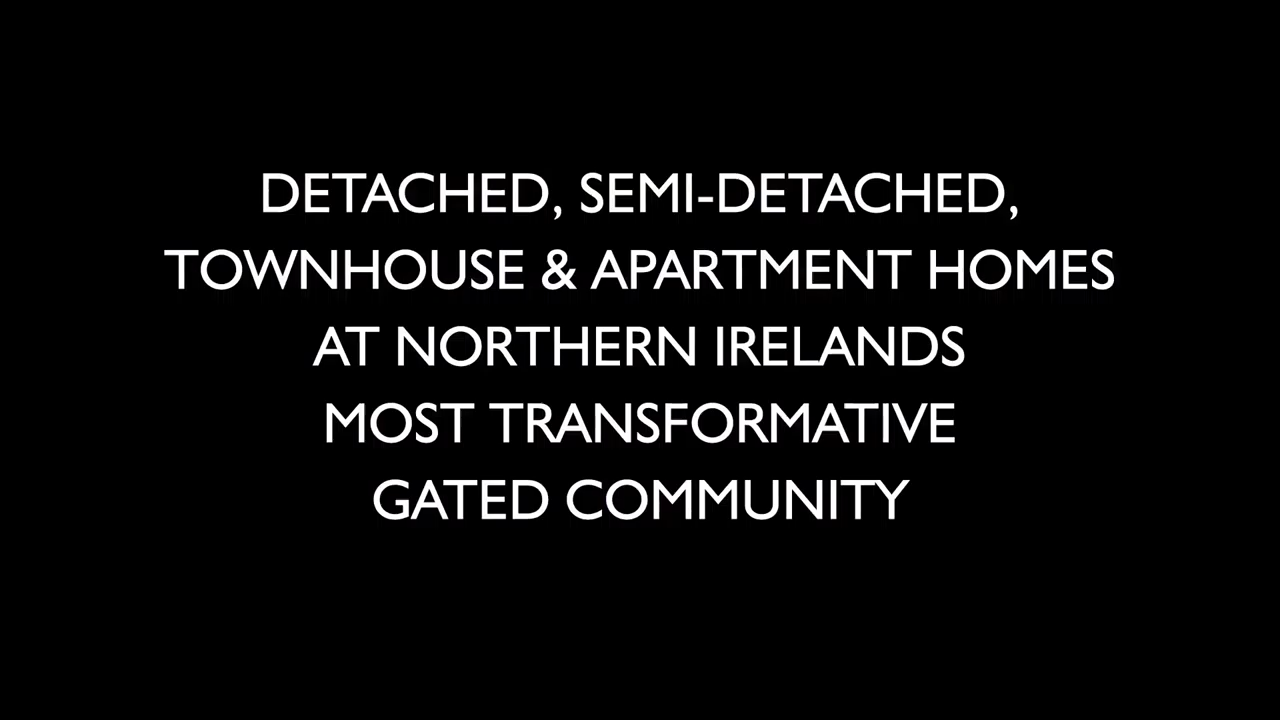 DETACHED, SEMI-DETACHED,
TOWNHOUSE & APARTMENT HOMES
AT NORTHERN IRELANDS
MOST TRANSFORMATIVE
GATED COMMUNITY